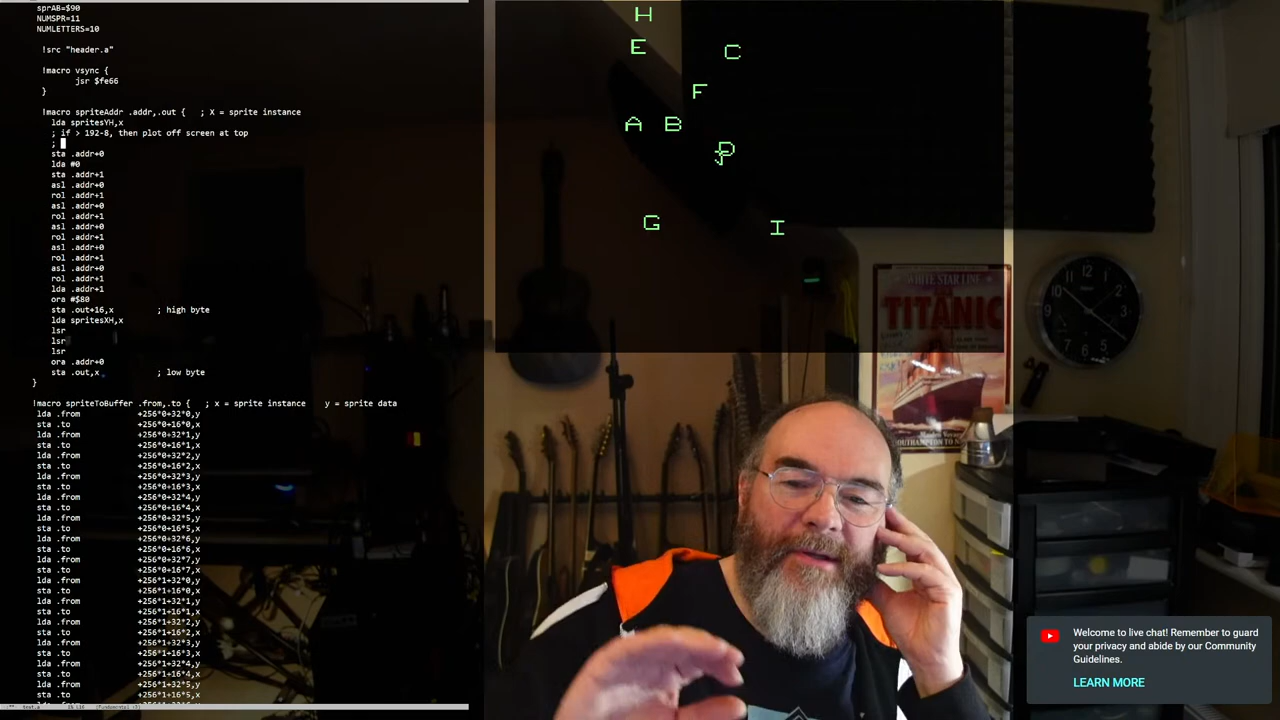 sprAB=$90
NUMSPR=11
NUMLETTERS=10
!src "header.a"
!macro vsync {
jsr $fe66
}
!macro spriteAddr .addr,.out {   ; X = sprite instance
lda spritesYH,x
; if > 192-8, then plot off screen at top
;
sta .addr+0
lda #0
sta .addr+1
asl .addr+0
rol .addr+1
asl .addr+0
rol .addr+1
asl .addr+0
rol .addr+1
asl .addr+0
rol .addr+1
asl .addr+0
rol .addr+1
lda .addr+1
ora #$80
sta .out+16,x          ; high byte
lda spritesXH,x
lsr
lsr
lsr
ora .addr+0
sta .out,x             ; low byte
}
!macro spriteToBuffer .from,.to {   ; x = sprite instance    y = sprite data
lda .from            +256*0+32*0,y
sta .to              +256*0+16*0,x
lda .from            +256*0+32*1,y
sta .to              +256*0+16*1,x
lda .from            +256*0+32*2,y
sta .to              +256*0+16*2,x
lda .from            +256*0+32*3,y
sta .to              +256*0+16*3,x
lda .from            +256*0+32*4,y
sta .to              +256*0+16*4,x
lda .from            +256*0+32*5,y
sta .to              +256*0+16*5,x
lda .from            +256*0+32*6,y
sta .to              +256*0+16*6,x
lda .from            +256*0+32*7,y
sta .to              +256*0+16*7,x
lda .from            +256*1+32*0,y
sta .to              +256*1+16*0,x
lda .from            +256*1+32*1,y
sta .to              +256*1+16*1,x
lda .from            +256*1+32*2,y
sta .to              +256*1+16*2,x
lda .from            +256*1+32*3,y
sta .to              +256*1+16*3,x
lda .from            +256*1+32*4,y
sta .to              +256*1+16*4,x
lda .from            +256*1+32*5,y
sta .to              +256*1+16*5,x
H
E
C
F
A B
P
G
I
WHITE STAR LINE
TITANIC
SOUTHAMPTON TO
12
Welcome to live chat! Remember to guard
your privacy and abide by our Community
Guidelines.
LEARN MORE